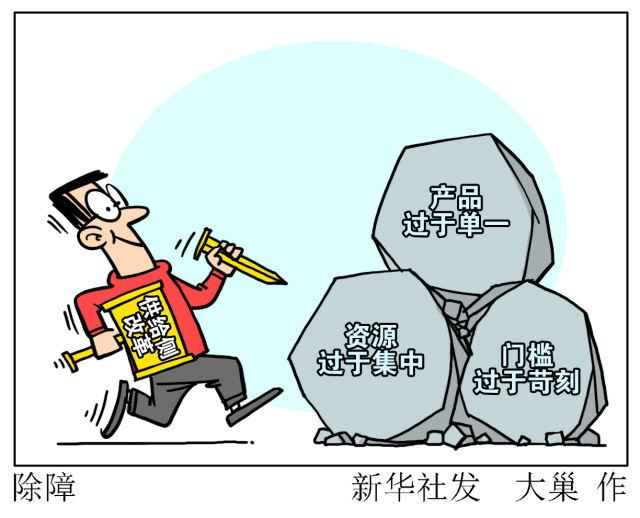 产品
过于单一
供给侧
改革
资源
过于集中
门槛
过于苛刻
除障
新华社发 大巢 作